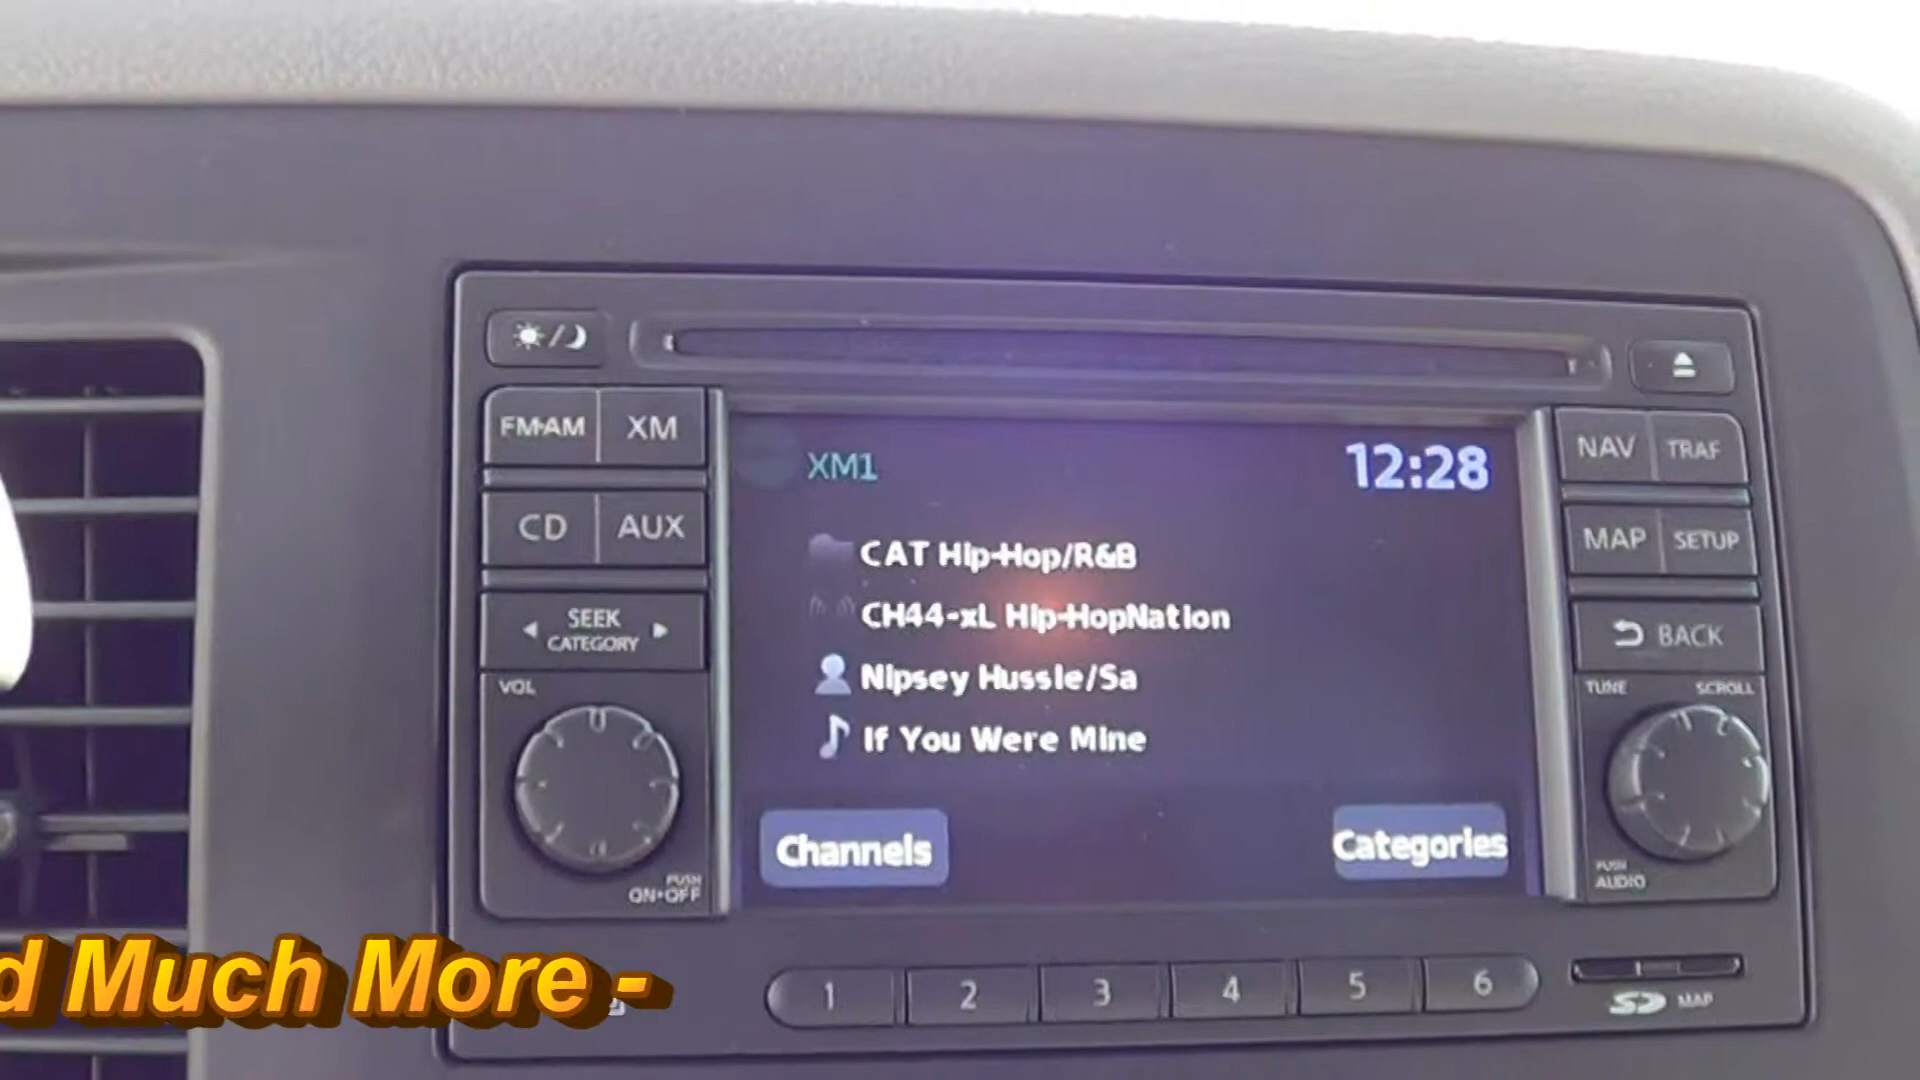 FM·AM
XM
CD
AUX
SEEK
CATEGORY
VOL
PUSH
ON•OFF
XM1
12:28
CAT Hip-Hop/R&B
CH44-xL Hip-HopNation
Nipsey Hussle/Sa
If You Were Mine
Channels
Categories
NAV
TRAF
MAP
SETUP
BACK
TUNE
SCROLL
PUSH
AUDIO
d Much More -
1
2
3
4
5
6
SD MAP